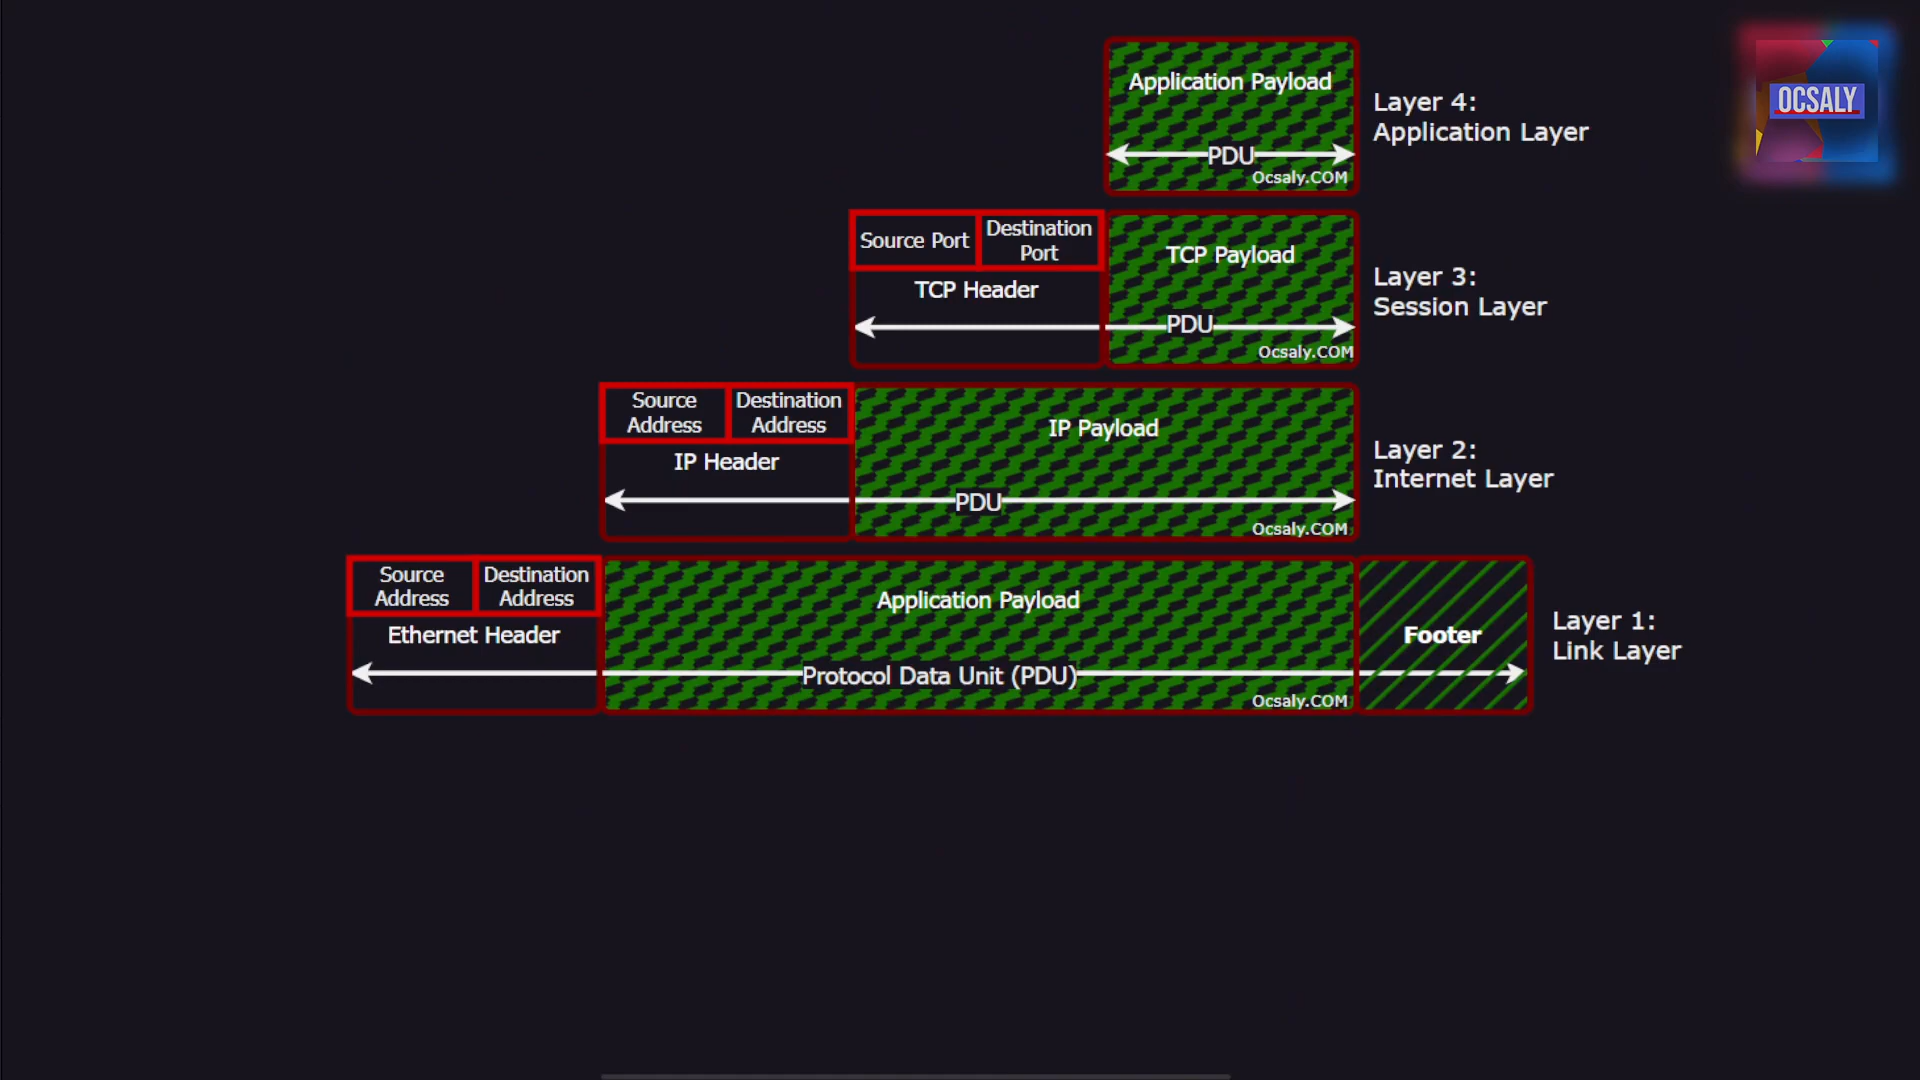 Application Payload
PDU
Ocsaly.COM
Layer 4:
Application Layer
OCSALY
Source Port
Destination
Port
TCP Header
TCP Payload
PDU
Ocsaly.COM
Layer 3:
Session Layer
Source
Address
Destination
Address
IP Header
IP Payload
PDU
Ocsaly.COM
Layer 2:
Internet Layer
Source
Address
Destination
Address
Ethernet Header
Application Payload
Protocol Data Unit (PDU)
Ocsaly.COM
Footer
Layer 1:
Link Layer